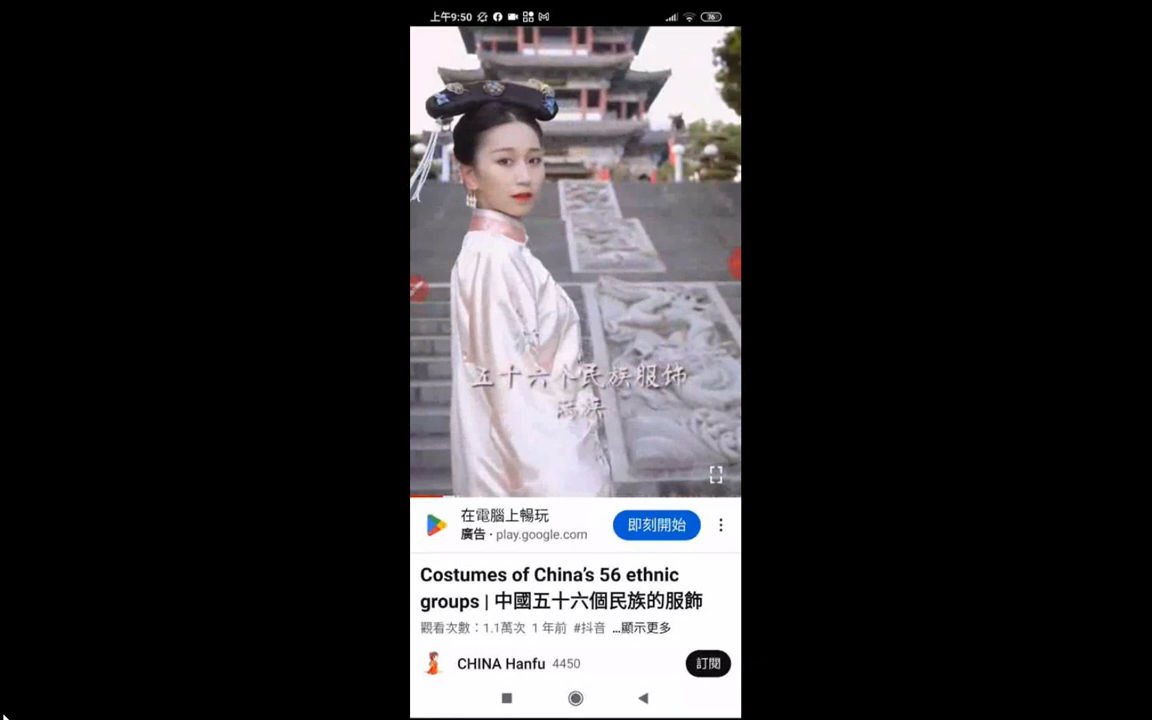 上午9:50
76
五十六个民族服饰
满族
在電腦上暢玩
廣告 · play.google.com
即刻開始
Costumes of China’s 56 ethnic
groups | 中國五十六個民族的服飾
觀看次數：1.1萬次 1 年前 #抖音 ...顯示更多
CHINA Hanfu 4450
訂閱